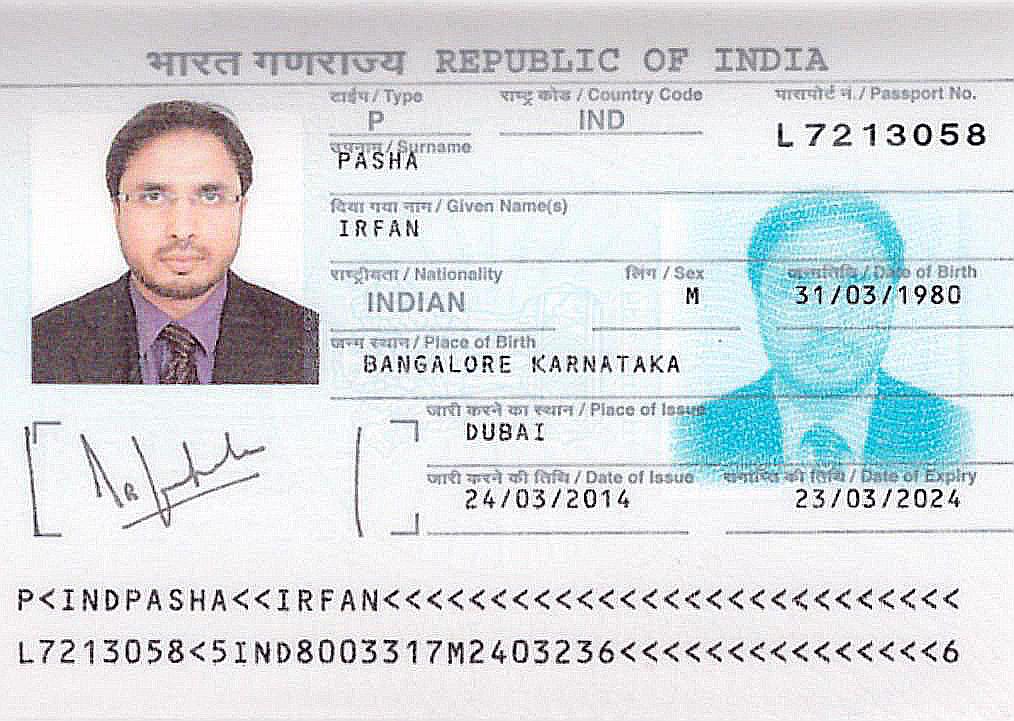 भारत गणराज्य REPUBLIC OF INDIA
टाईप / Type राष्ट्र कोड / Country Code पासपोर्ट नं. / Passport No.
P IND L7213058
उपनाम / Surname
PASHA
दिया गया नाम / Given Name(s)
IRFAN
राष्ट्रीयता / Nationality लिंग / Sex जन्मतिथि / Date of Birth
INDIAN M 31/03/1980
जन्म स्थान / Place of Birth
BANGALORE KARNATAKA
जारी करने का स्थान / Place of Issue
DUBAI
जारी करने की तिथि / Date of Issue समाप्ति की तिथि / Date of Expiry
24/03/2014 23/03/2024
P<INDPASHA<<IRFAN<<<<<<<<<<<<<<<<<<<<<<<<<<<
L7213058<5IND8003317M2403236<<<<<<<<<<<<<<<6